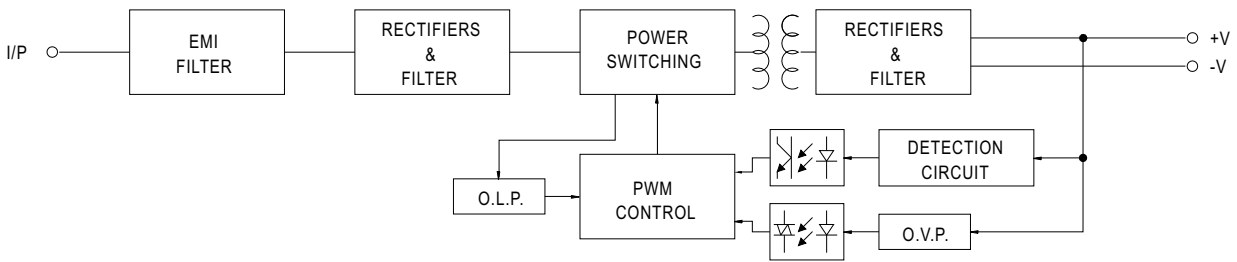 I/P
EMI
FILTER
RECTIFIERS
&
FILTER
POWER
SWITCHING
RECTIFIERS
&
FILTER
+V
-V
DETECTION
CIRCUIT
O.L.P.
PWM
CONTROL
O.V.P.